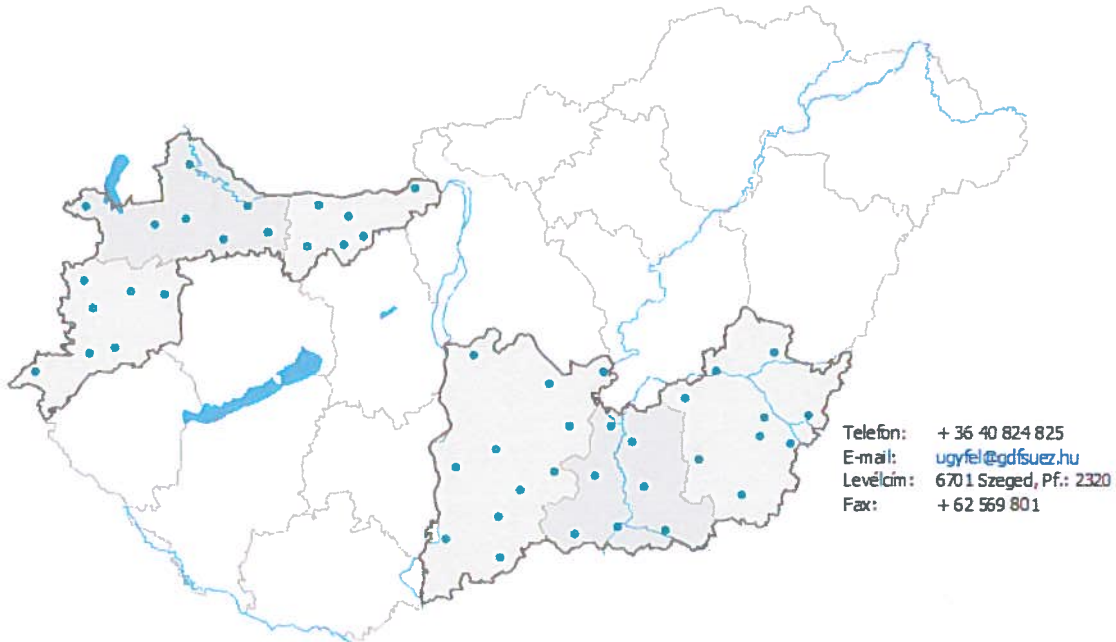 Telefon: + 36 40 824 825
E-mail: ugyfel@gdfsuez.hu
Levélcím: 6701 Szeged, Pf.: 2320
Fax: + 62 569 801